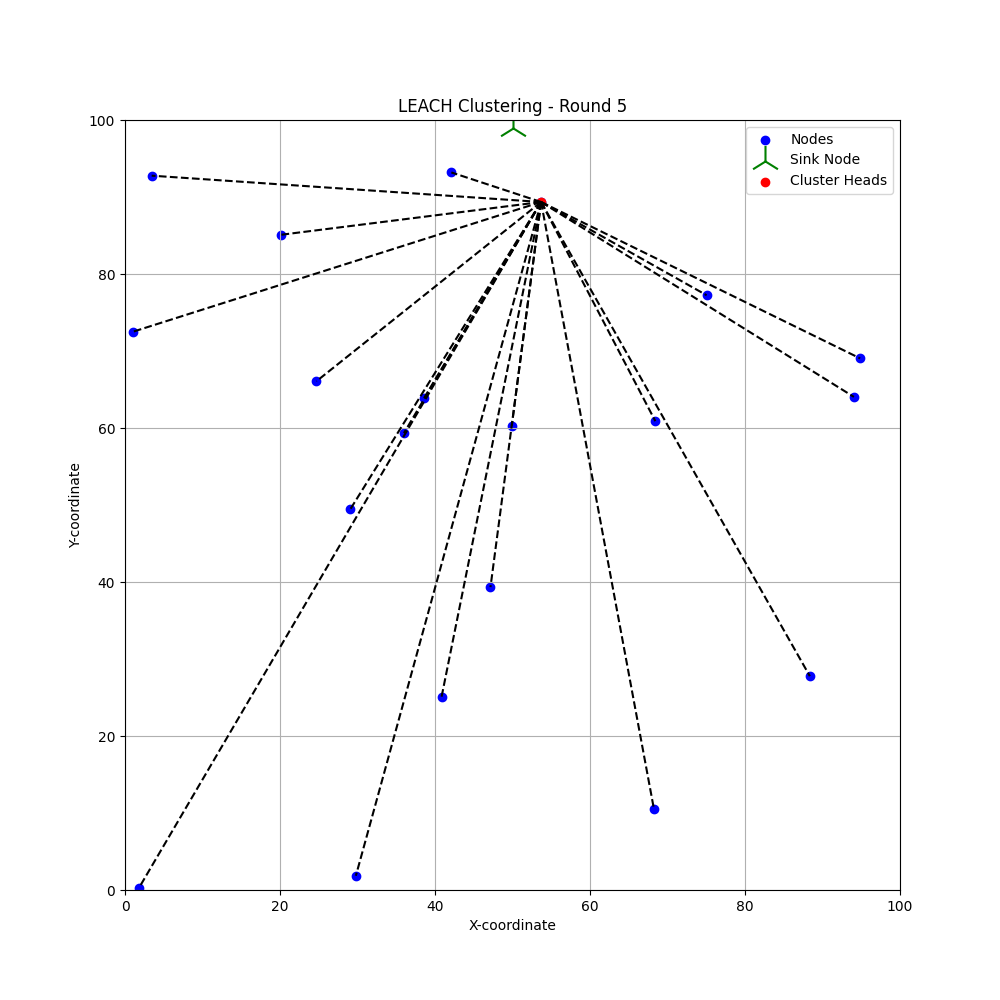 LEACH Clustering - Round 5
100
80
60
40
20
0
Y-coordinate
Nodes
Sink Node
Cluster Heads
0 20 40 60 80 100
X-coordinate